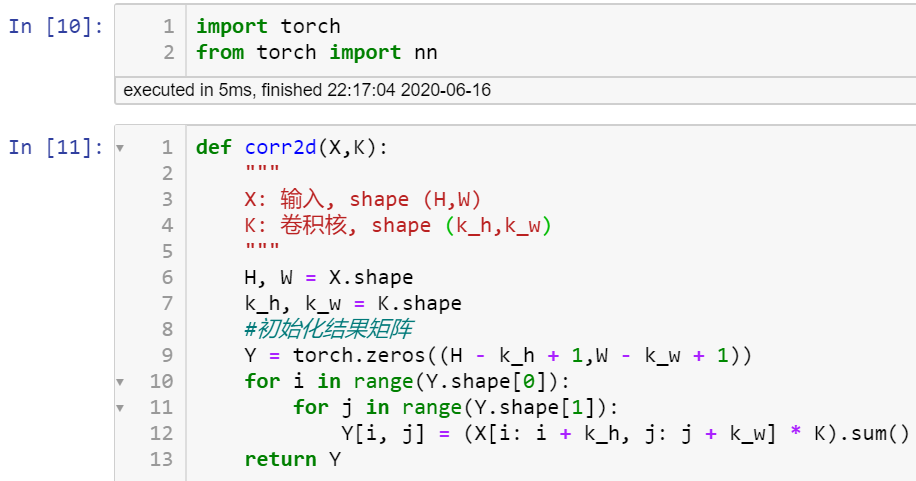 In [10]:
1 import torch
2 from torch import nn
executed in 5ms, finished 22:17:04 2020-06-16
In [11]:
1 def corr2d(X,K):
2     """
3     X: 输入, shape (H,W)
4     K: 卷积核, shape (k_h,k_w)
5     """
6     H, W = X.shape
7     k_h, k_w = K.shape
8     #初始化结果矩阵
9     Y = torch.zeros((H - k_h + 1,W - k_w + 1))
10     for i in range(Y.shape[0]):
11         for j in range(Y.shape[1]):
12             Y[i, j] = (X[i: i + k_h, j: j + k_w] * K).sum()
13     return Y